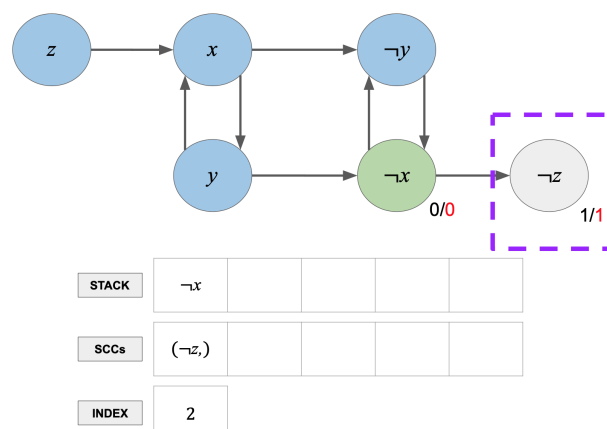 z
x
¬y
y
¬x
¬z
0/0
1/1
STACK
¬x
SCCs
(¬z,)
INDEX
2